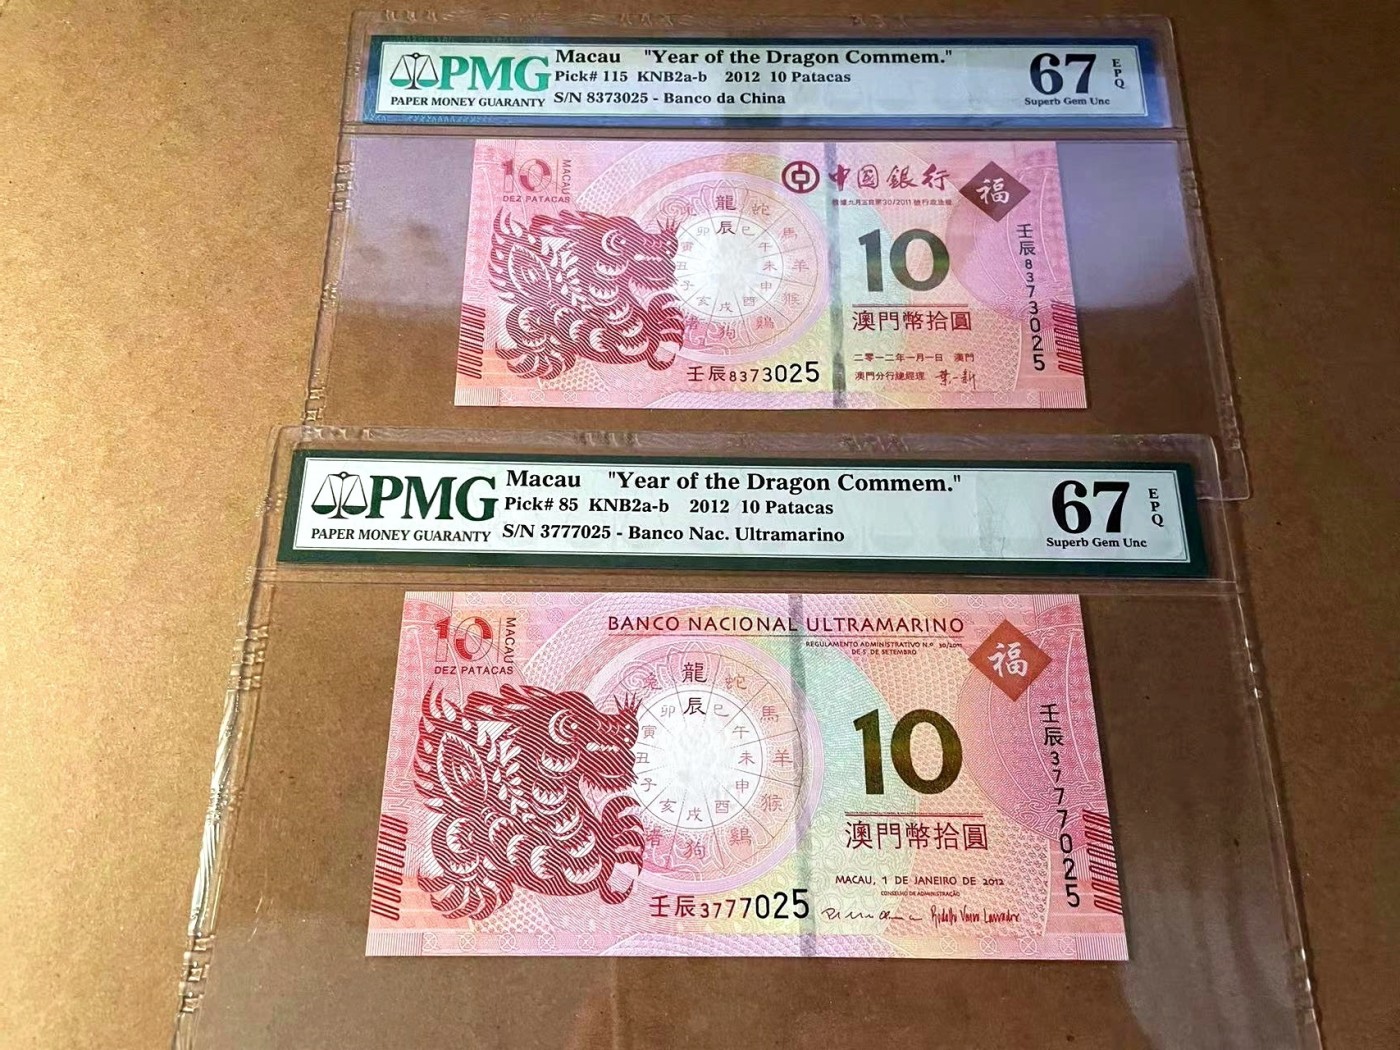 PMG
PAPER MONEY GUARANTY
Macau "Year of the Dragon Commem."
Pick# 115 KNB2a-b 2012 10 Patacas
S/N 8373025 - Banco da China
67
EPQ
Superb Gem Unc
10
MACAU
DEZ PATACAS
中國銀行
福
龍 蛇 馬 羊 猴 鷄 狗
卯 辰 巳 午 未 申 酉 戌 亥 子 丑 寅
10
澳門幣拾圓
二零一二年一月一日 澳門
澳門分行總經理
壬辰8373025
壬辰8373025
PMG
PAPER MONEY GUARANTY
Macau "Year of the Dragon Commem."
Pick# 85 KNB2a-b 2012 10 Patacas
S/N 3777025 - Banco Nac. Ultramarino
67
EPQ
Superb Gem Unc
10
MACAU
DEZ PATACAS
BANCO NACIONAL ULTRAMARINO
REGULAMENTO ADMINISTRATIVO N.º 30/2011
DE 5 DE SETEMBRO
福
龍 蛇 馬 羊 猴 鷄 狗
卯 辰 巳 午 未 申 酉 戌 亥 子 丑 寅
10
澳門幣拾圓
MACAU, 1 DE JANEIRO DE 2012
CONSELHO DE ADMINISTRAÇÃO
壬辰3777025
壬辰3777025